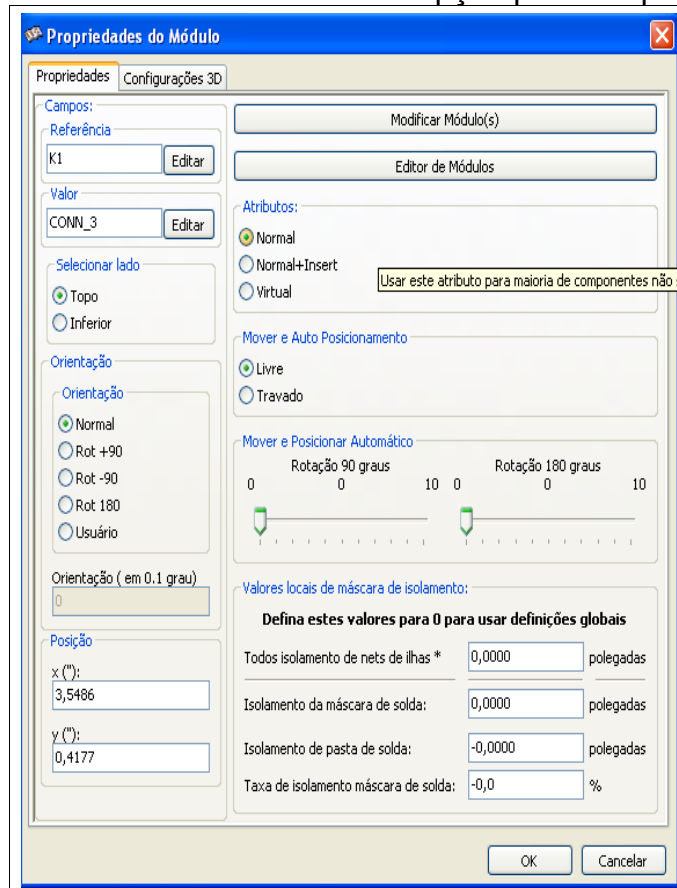 Propriedades do Módulo
Propriedades
Configurações 3D
Campos:
Referência
K1
Editar
Valor
CONN_3
Editar
Selecionar lado
Topo
Inferior
Orientação
Orientação
Normal
Rot +90
Rot -90
Rot 180
Usuário
Orientação ( em 0.1 grau)
0
Posição
x ("):
3,5486
y ("):
0,4177
Modificar Módulo(s)
Editor de Módulos
Atributos:
Normal
Normal+Insert
Virtual
Usar este atributo para maioria de componentes não
Mover e Auto Posicionamento
Livre
Travado
Mover e Posicionar Automático
Rotação 90 graus
0 0 10
Rotação 180 graus
0 0 10
Valores locais de máscara de isolamento:
Defina estes valores para 0 para usar definições globais
Todos isolamento de nets de ilhas * 0,0000 polegadas
Isolamento da máscara de solda: 0,0000 polegadas
Isolamento de pasta de solda: -0,0000 polegadas
Taxa de isolamento máscara de solda: -0,0 %
OK
Cancelar